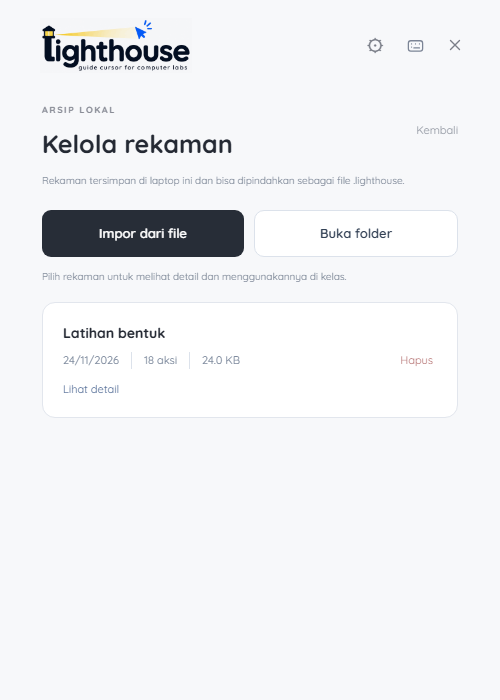 lighthouse
guide cursor for computer labs
ARSIP LOKAL
Kelola rekaman
Kembali
Rekaman tersimpan di laptop ini dan bisa dipindahkan sebagai file .lighthouse.
Impor dari file
Buka folder
Pilih rekaman untuk melihat detail dan menggunakannya di kelas.
Latihan bentuk
24/11/2026 18 aksi 24.0 KB
Hapus
Lihat detail